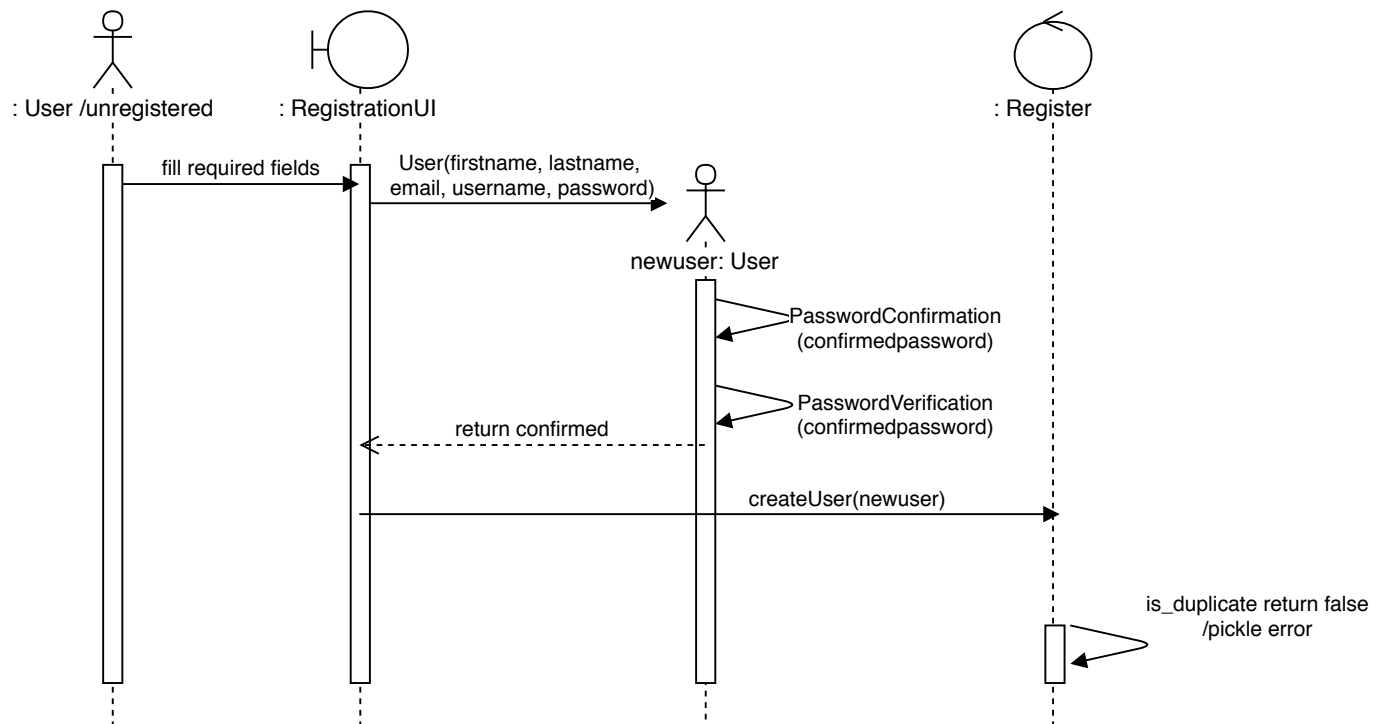 : User /unregistered
: RegistrationUI
: Register
fill required fields
User(firstname, lastname,
email, username, password)
newuser: User
PasswordConfirmation
(confirmedpassword)
PasswordVerification
(confirmedpassword)
return confirmed
createUser(newuser)
is_duplicate return false
/pickle error